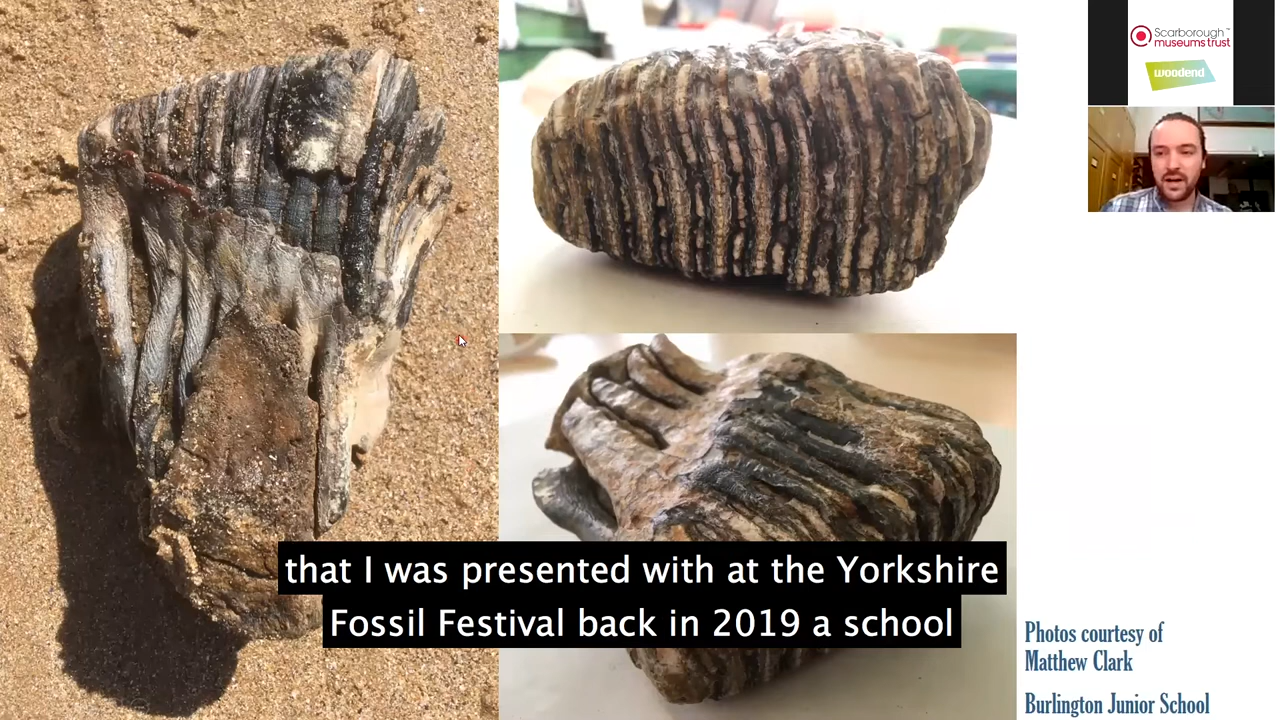 Scarborough™
museums trust
woodend
that I was presented with at the Yorkshire
Fossil Festival back in 2019 a school
Photos courtesy of
Matthew Clark
Burlington Junior School